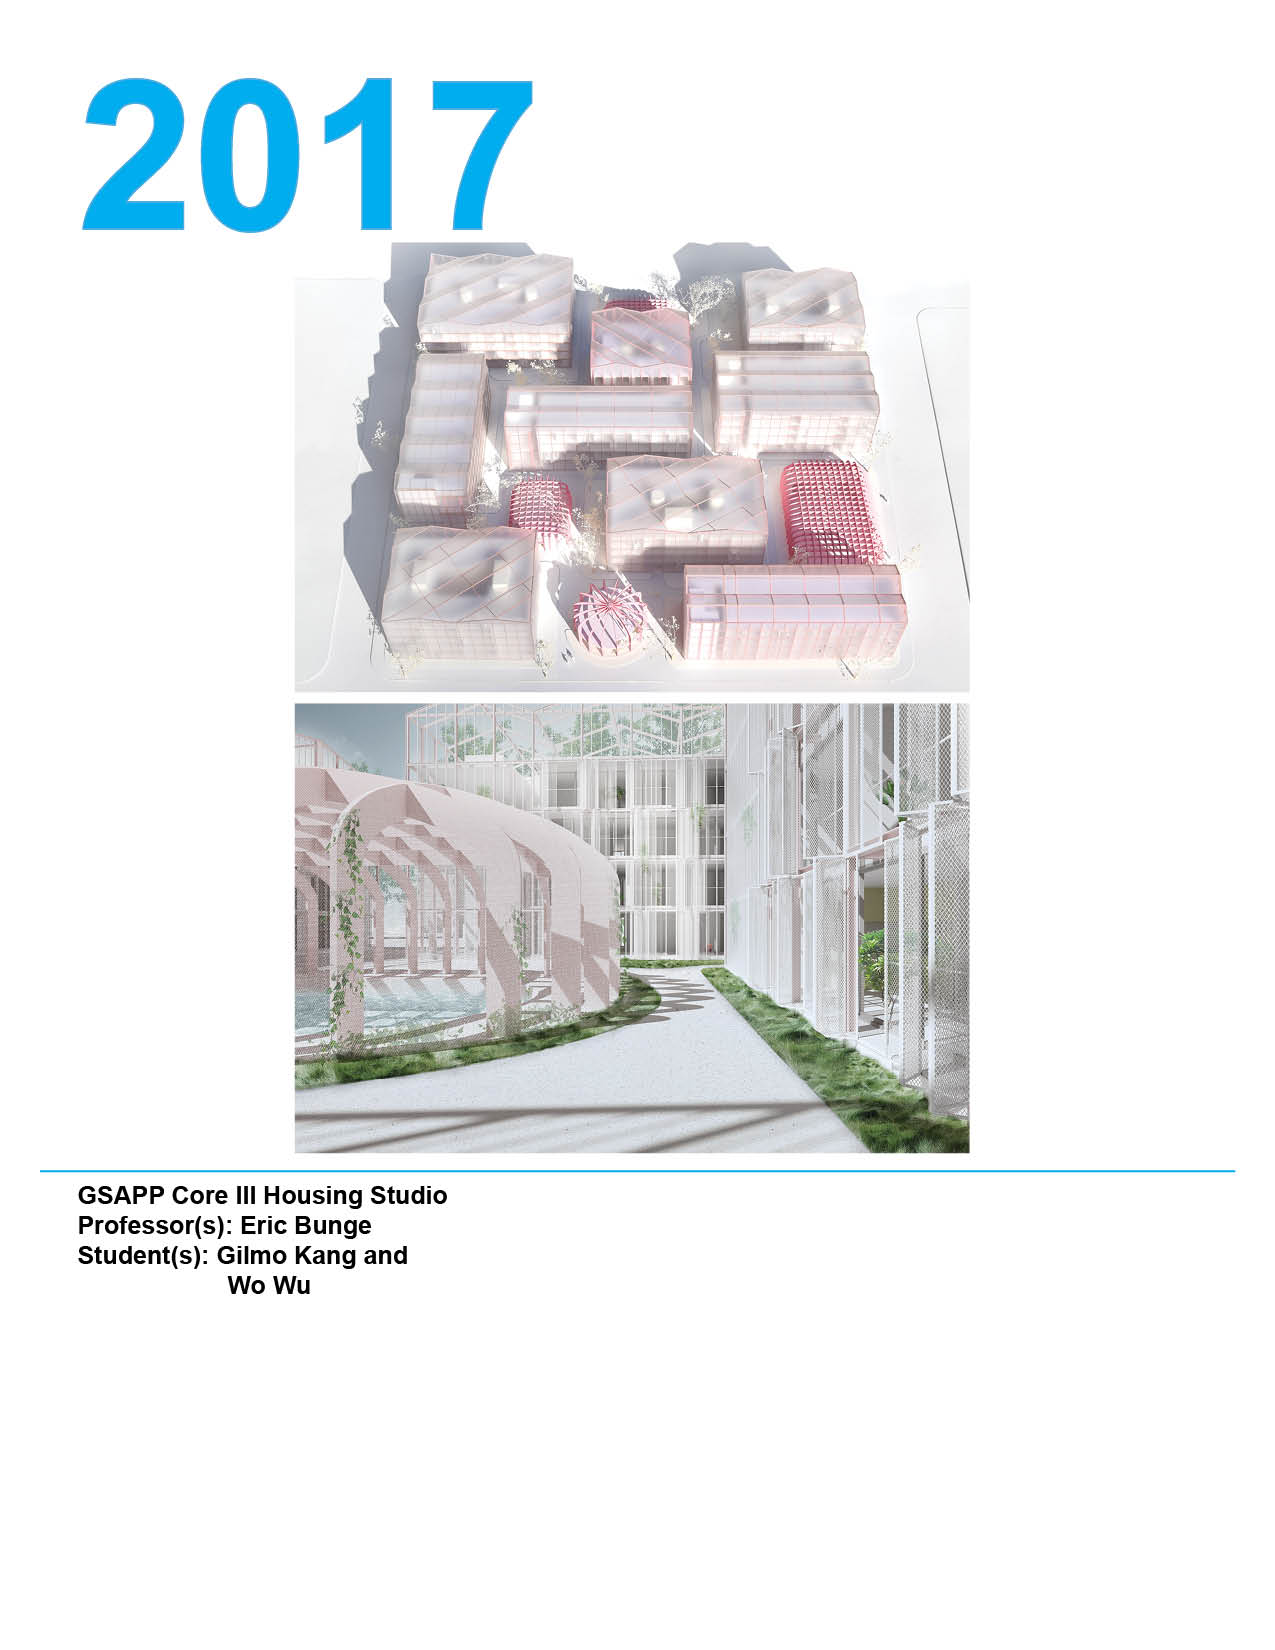 2017
GSAPP Core III Housing Studio
Professor(s): Eric Bunge
Student(s): Gilmo Kang and
Wo Wu